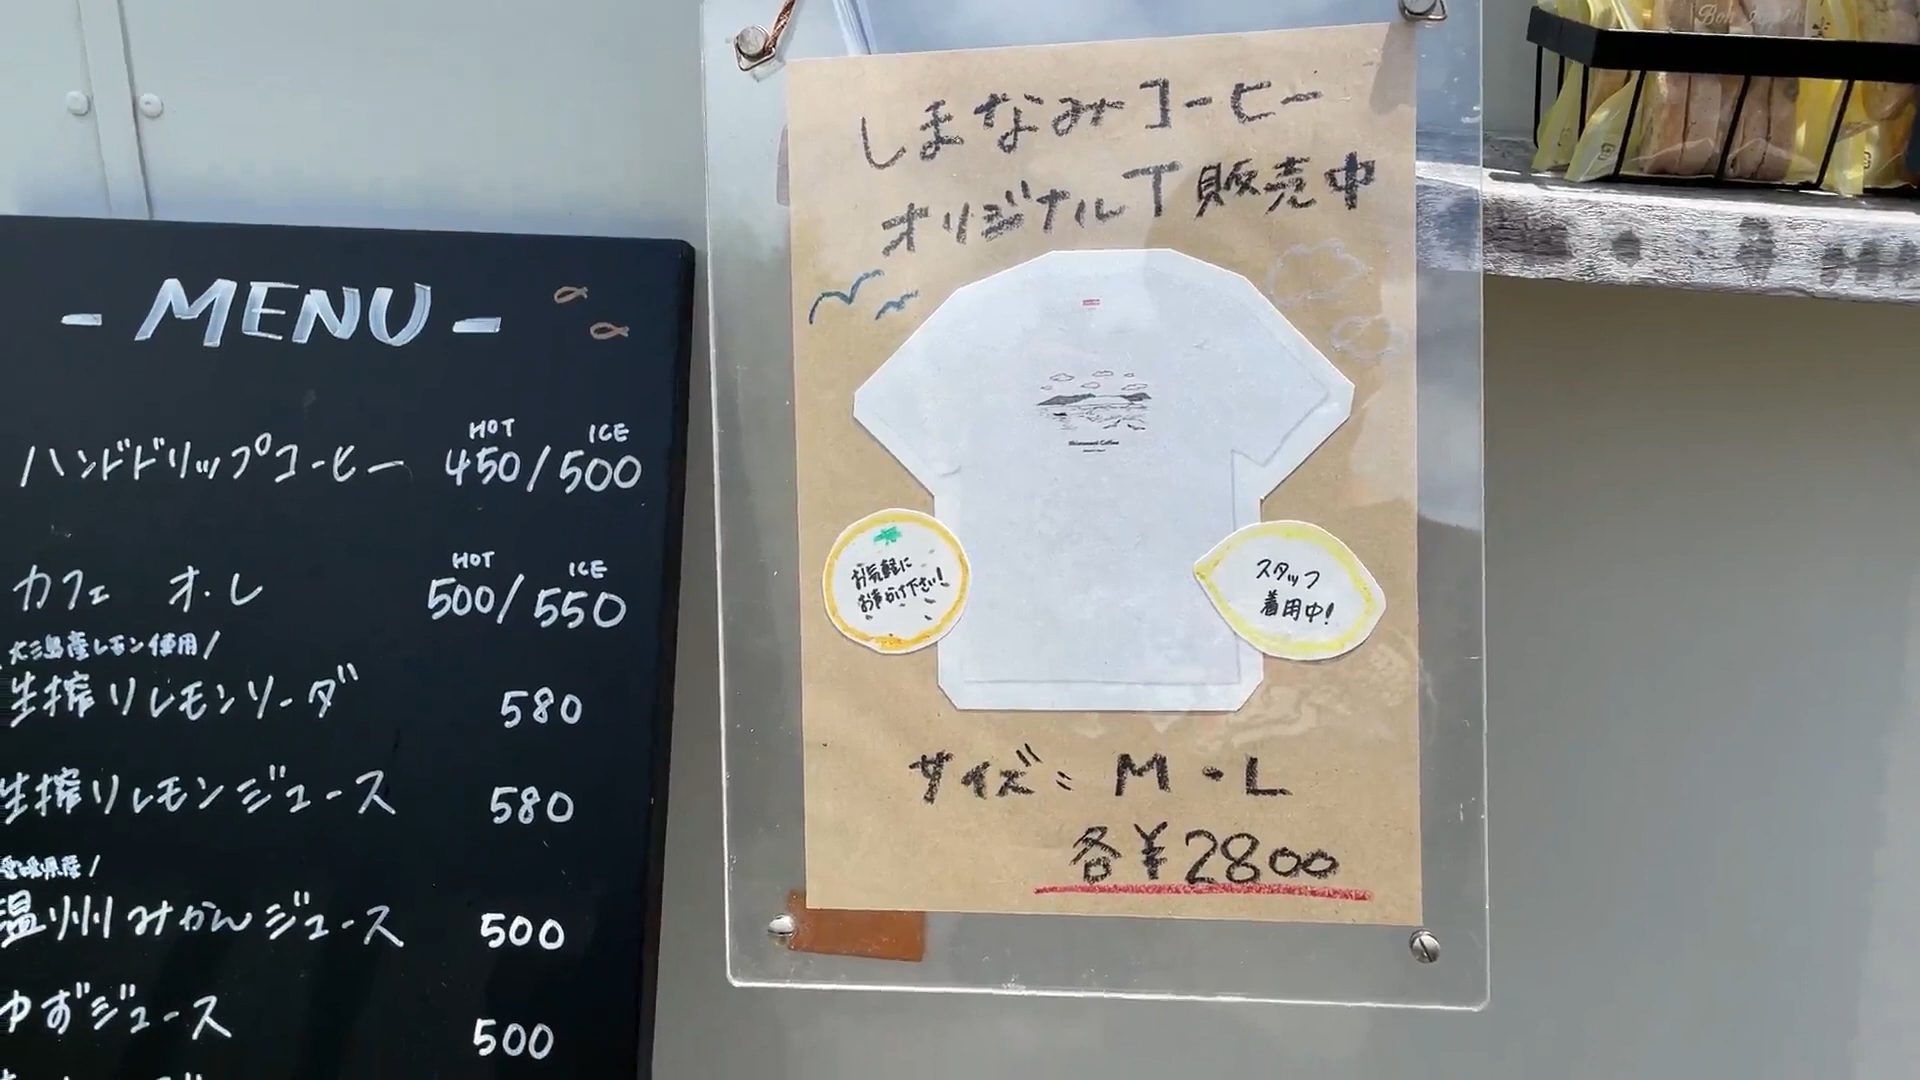 - MENU -
HOT ICE
ハンドドリップコーヒー 450/500
HOT ICE
カフェ オ・レ 500/550
大三島産レモン使用/
生搾りレモンソーダ 580
生搾りレモンジュース 580
愛媛県産/
温州みかんジュース 500
ゆずジュース 500
しまなみコーヒー
オリジナルT販売中
Shimanami Coffee
お気軽に
お声がけ下さい!
スタッフ
着用中!
サイズ: M・L
各¥2800